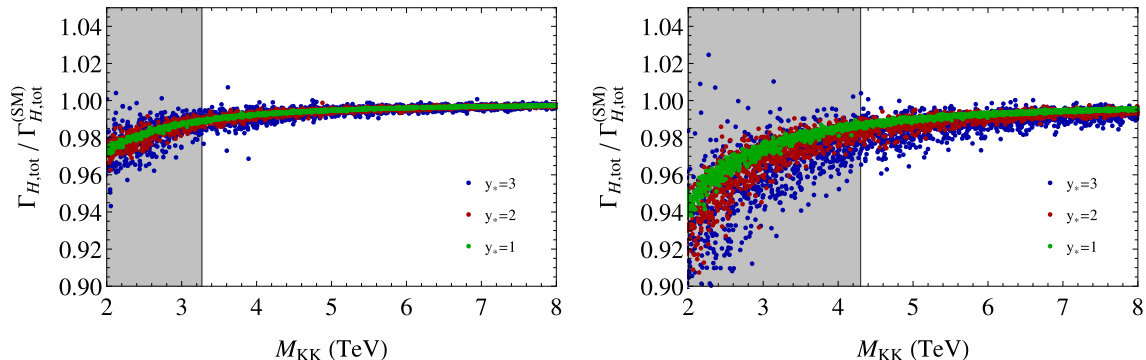 1.04
1.02
1.00
0.98
0.96
0.94
0.92
0.90
Γ_{H,tot} / Γ_{H,tot}^{(SM)}
y_*=3
y_*=2
y_*=1
2 3 4 5 6 7 8
M_{KK} (TeV)
1.04
1.02
1.00
0.98
0.96
0.94
0.92
0.90
Γ_{H,tot} / Γ_{H,tot}^{(SM)}
y_*=3
y_*=2
y_*=1
2 3 4 5 6 7 8
M_{KK} (TeV)